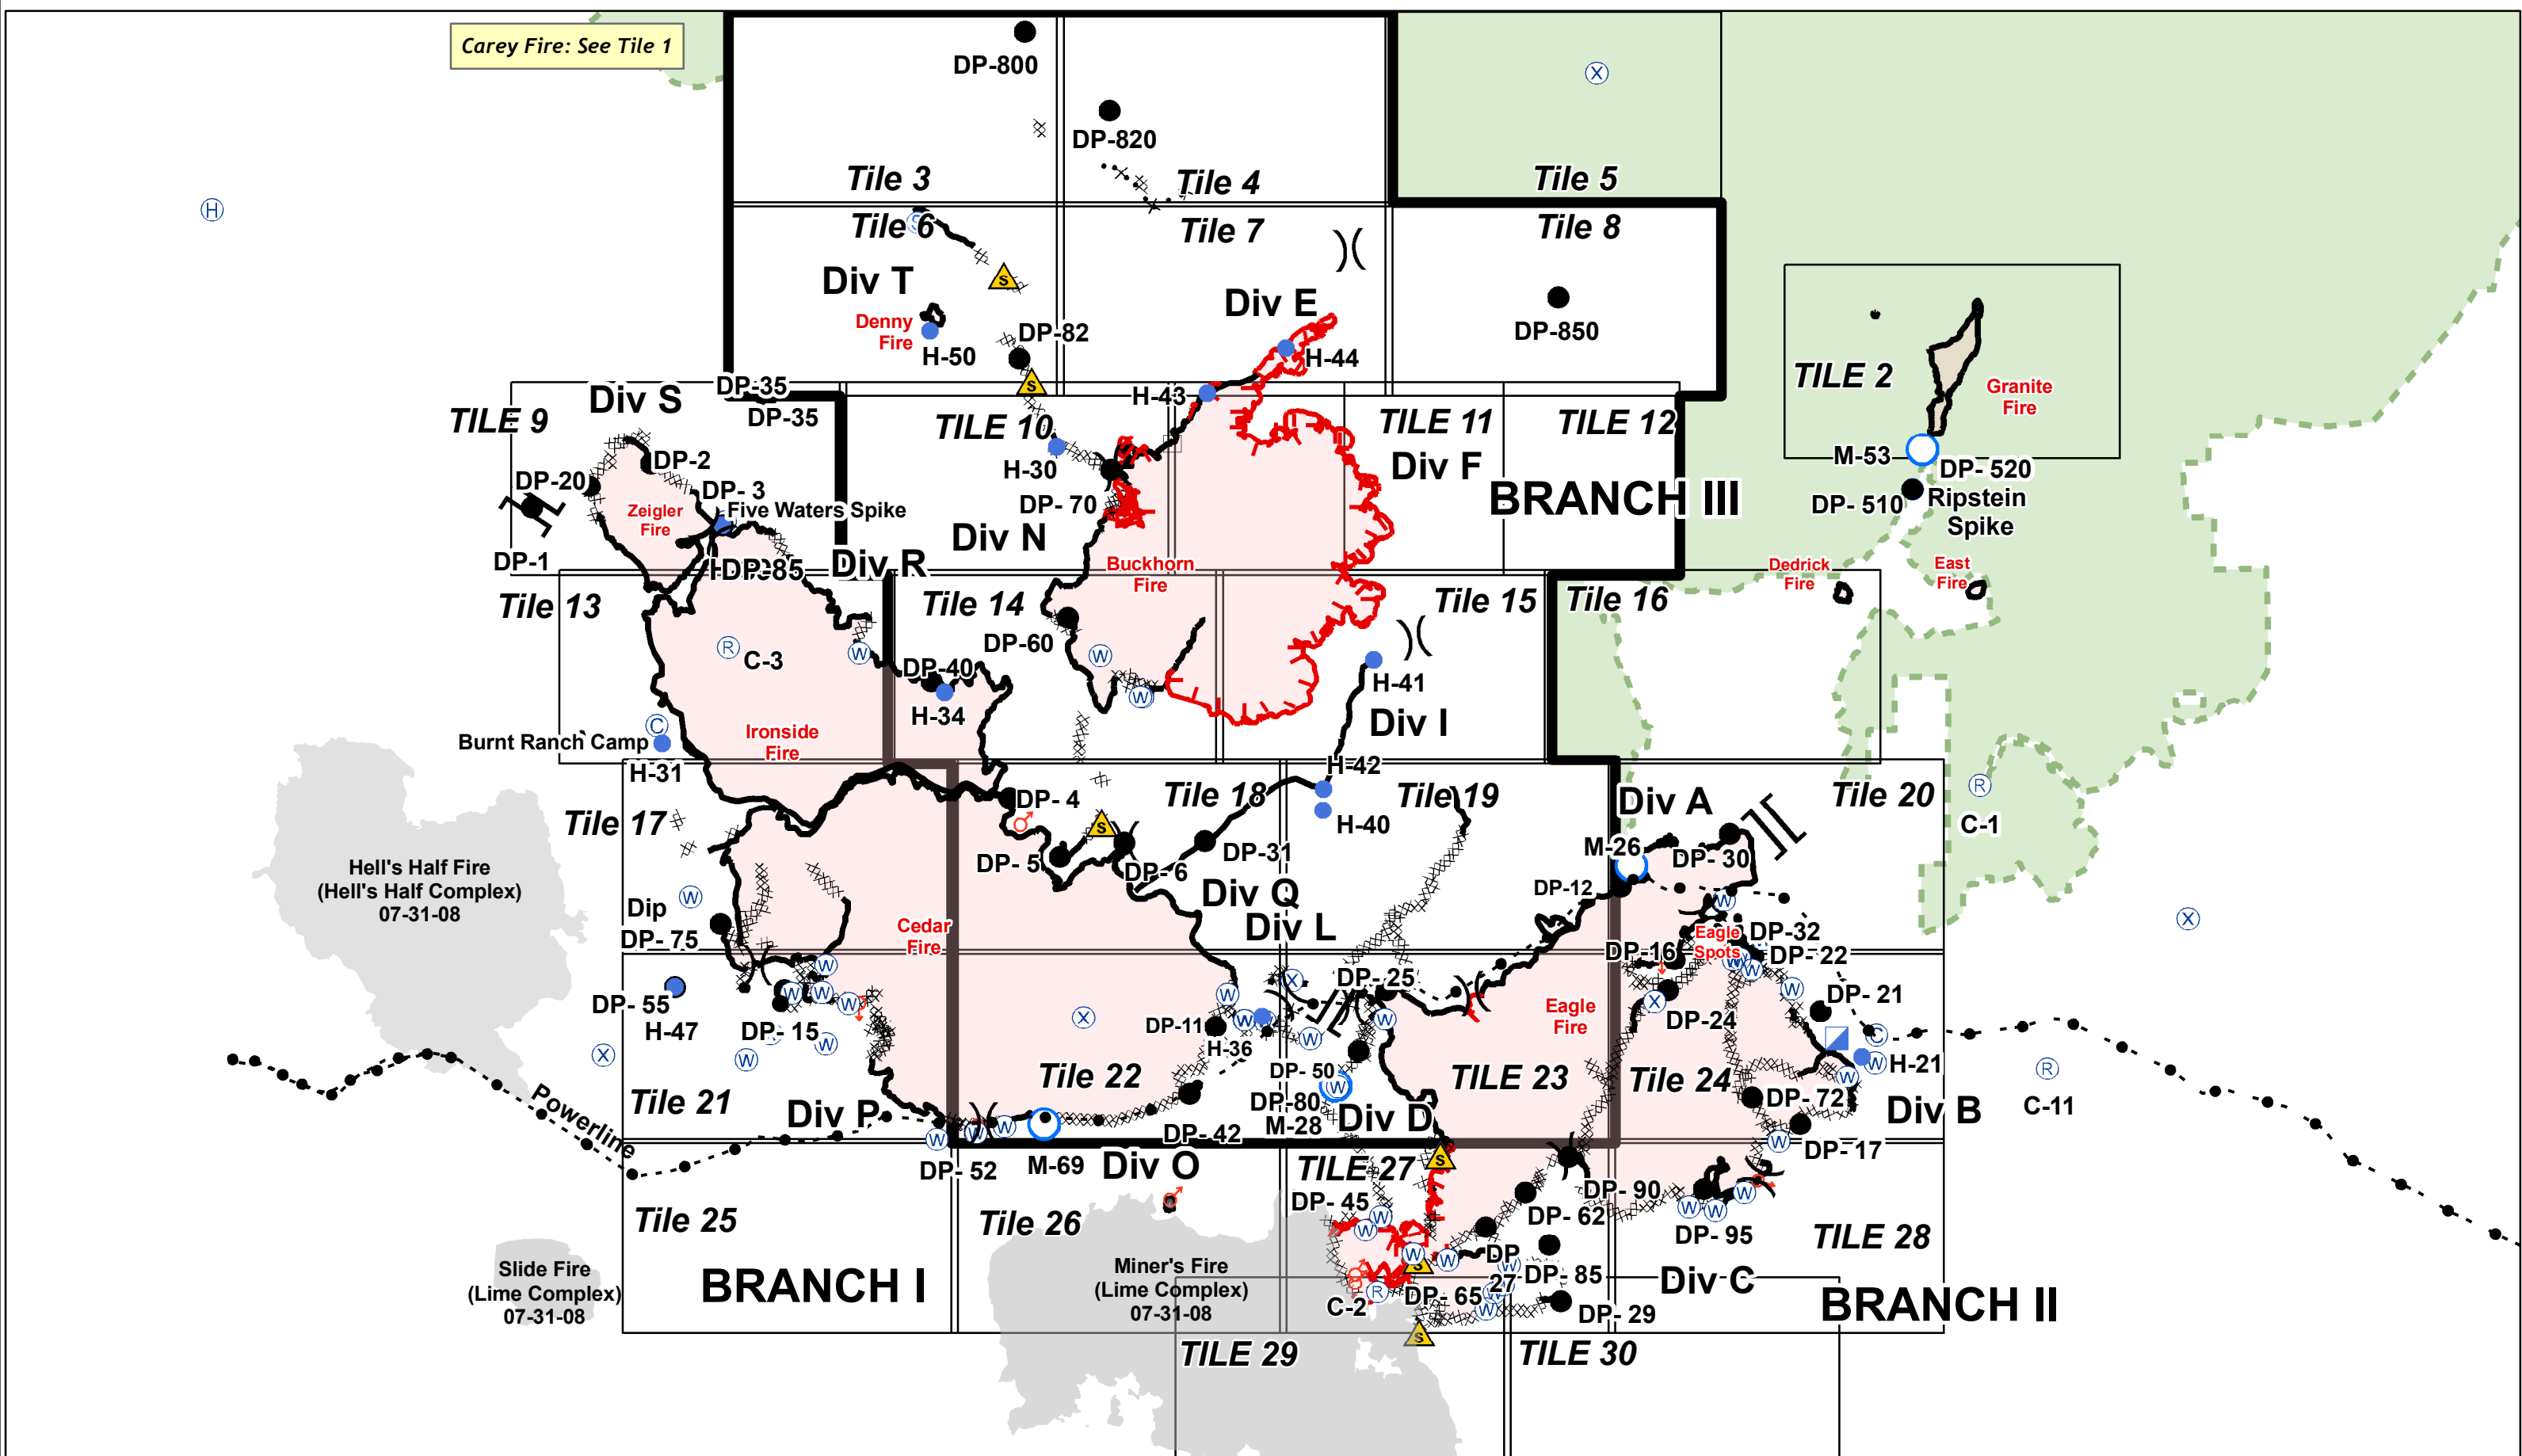 Carey Fire: See Tile 1
DP-800
X
DP-820
Tile 3
Tile 4
Tile 5
H
Tile 6
Tile 7
Tile 8
Div T
S
Div E
Denny
Fire
DP-82
H-50
H-44
DP-850
TILE 2
Granite
Fire
DP-35
S
H-43
Div S
DP-35
TILE 9
TILE 10
TILE 11
TILE 12
DP-2
H-30
Div F
M-53
DP- 520
DP-20
DP- 3
Zeigler
Fire
Five Waters Spike
DP- 70
BRANCH III
DP- 510
Ripstein
Spike
Div N
DP-1
Div R
Buckhorn
Fire
Dedrick
Fire
East
Fire
Tile 13
Tile 14
Tile 15
Tile 16
R
C-3
W
DP-60
W
DP-40
W
H-41
H-34
C
Div I
Burnt Ranch Camp
Ironside
Fire
H-31
H-42
DP- 4
Tile 18
Tile 19
Div A
Tile 20
R
Tile 17
S
H-40
C-1
Hell's Half Fire
(Hell's Half Complex)
07-31-08
DP- 5
DP- 6
DP-31
M-26
DP- 30
DP-12
W
Dip
DP- 75
Cedar
Fire
Div Q
Div L
W
X
Eagle
Spots
DP-32
DP-16
DP- 22
W
X
DP-25
W
W
DP- 55
H-47
W
W
W
DP- 15
X
W
DP-11
H-36
W
W
W
Eagle
Fire
X
DP-24
W
DP- 21
C
X
W
W
DP- 50
W
DP-80
M-28
TILE 23
Tile 24
W
H-21
R
C-11
W
Tile 22
Tile 21
Powerline
Div P
Div D
DP- 72
Div B
W
W
W
DP- 42
W
DP- 17
DP- 52
M-69
Div O
TILE 27
S
DP- 45
DP- 90
W
Tile 25
Tile 26
W
W
DP- 62
W
W
DP- 95
TILE 28
Slide Fire
(Lime Complex)
07-31-08
BRANCH I
Miner's Fire
(Lime Complex)
07-31-08
W
S
W
DP
27
W
DP- 85
Div C
C-2
R
DP- 65
W
DP- 29
BRANCH II
S
TILE 29
TILE 30